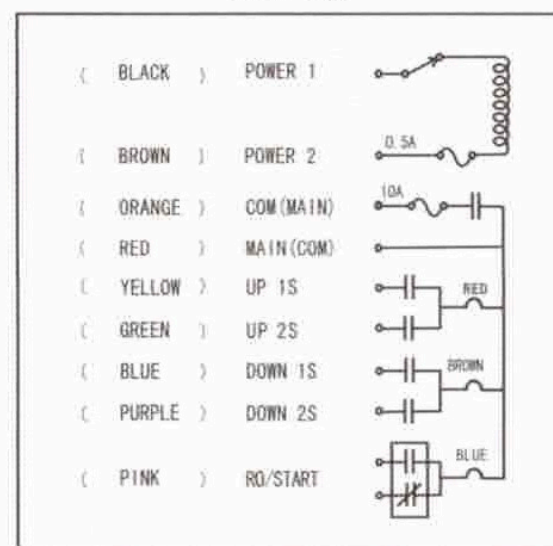 ( BLACK ) POWER 1
( BROWN ) POWER 2 0.5A
( ORANGE ) COM(MAIN) 10A
( RED ) MAIN(COM)
( YELLOW ) UP 1S RED
( GREEN ) UP 2S
( BLUE ) DOWN 1S BROWN
( PURPLE ) DOWN 2S
( PINK ) RO/START BLUE